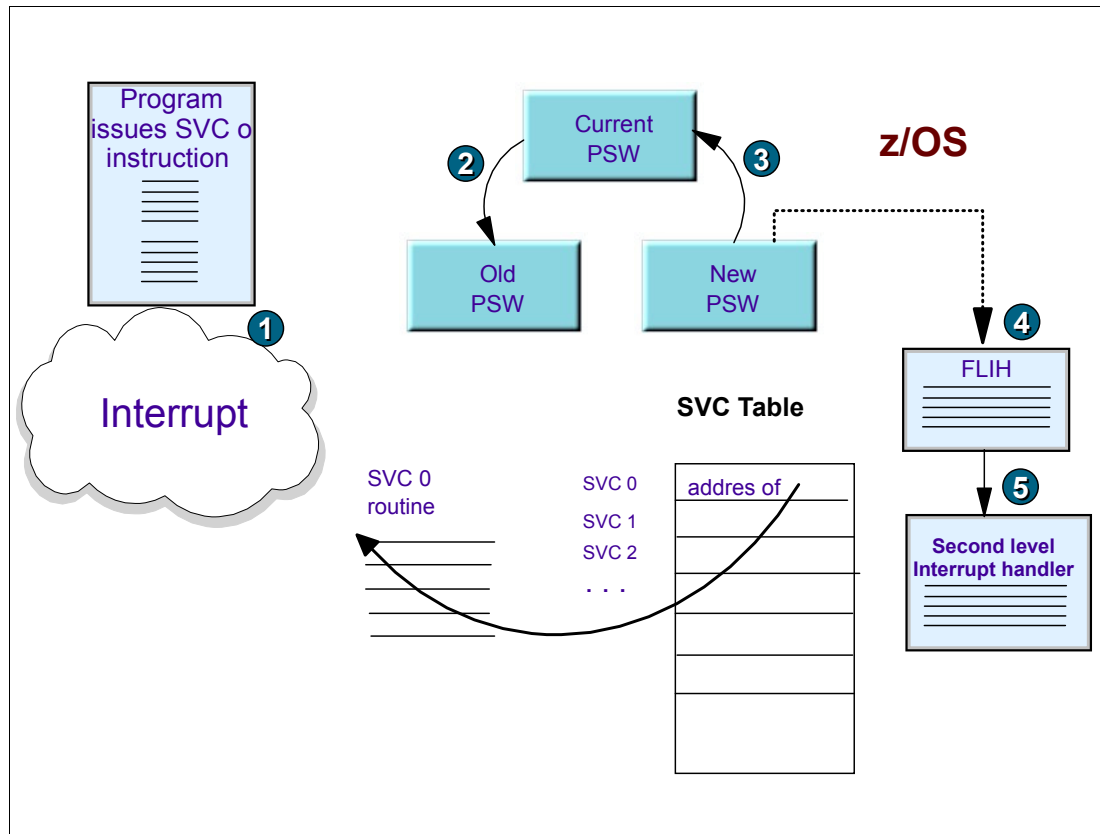 Program
issues SVC o
instruction
1
Interrupt
Current
PSW
2
3
z/OS
Old
PSW
New
PSW
4
FLIH
5
Second level
Interrupt handler
SVC Table
SVC 0
routine
SVC 0
SVC 1
SVC 2
. . .
addres of